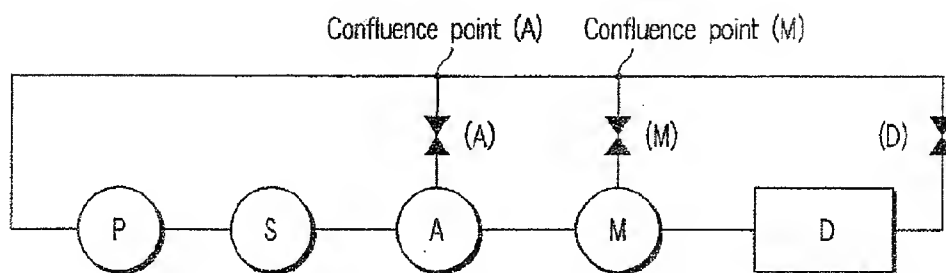 Confluence point (A) Confluence point (M)
(A) (M) (D)
P S A M D